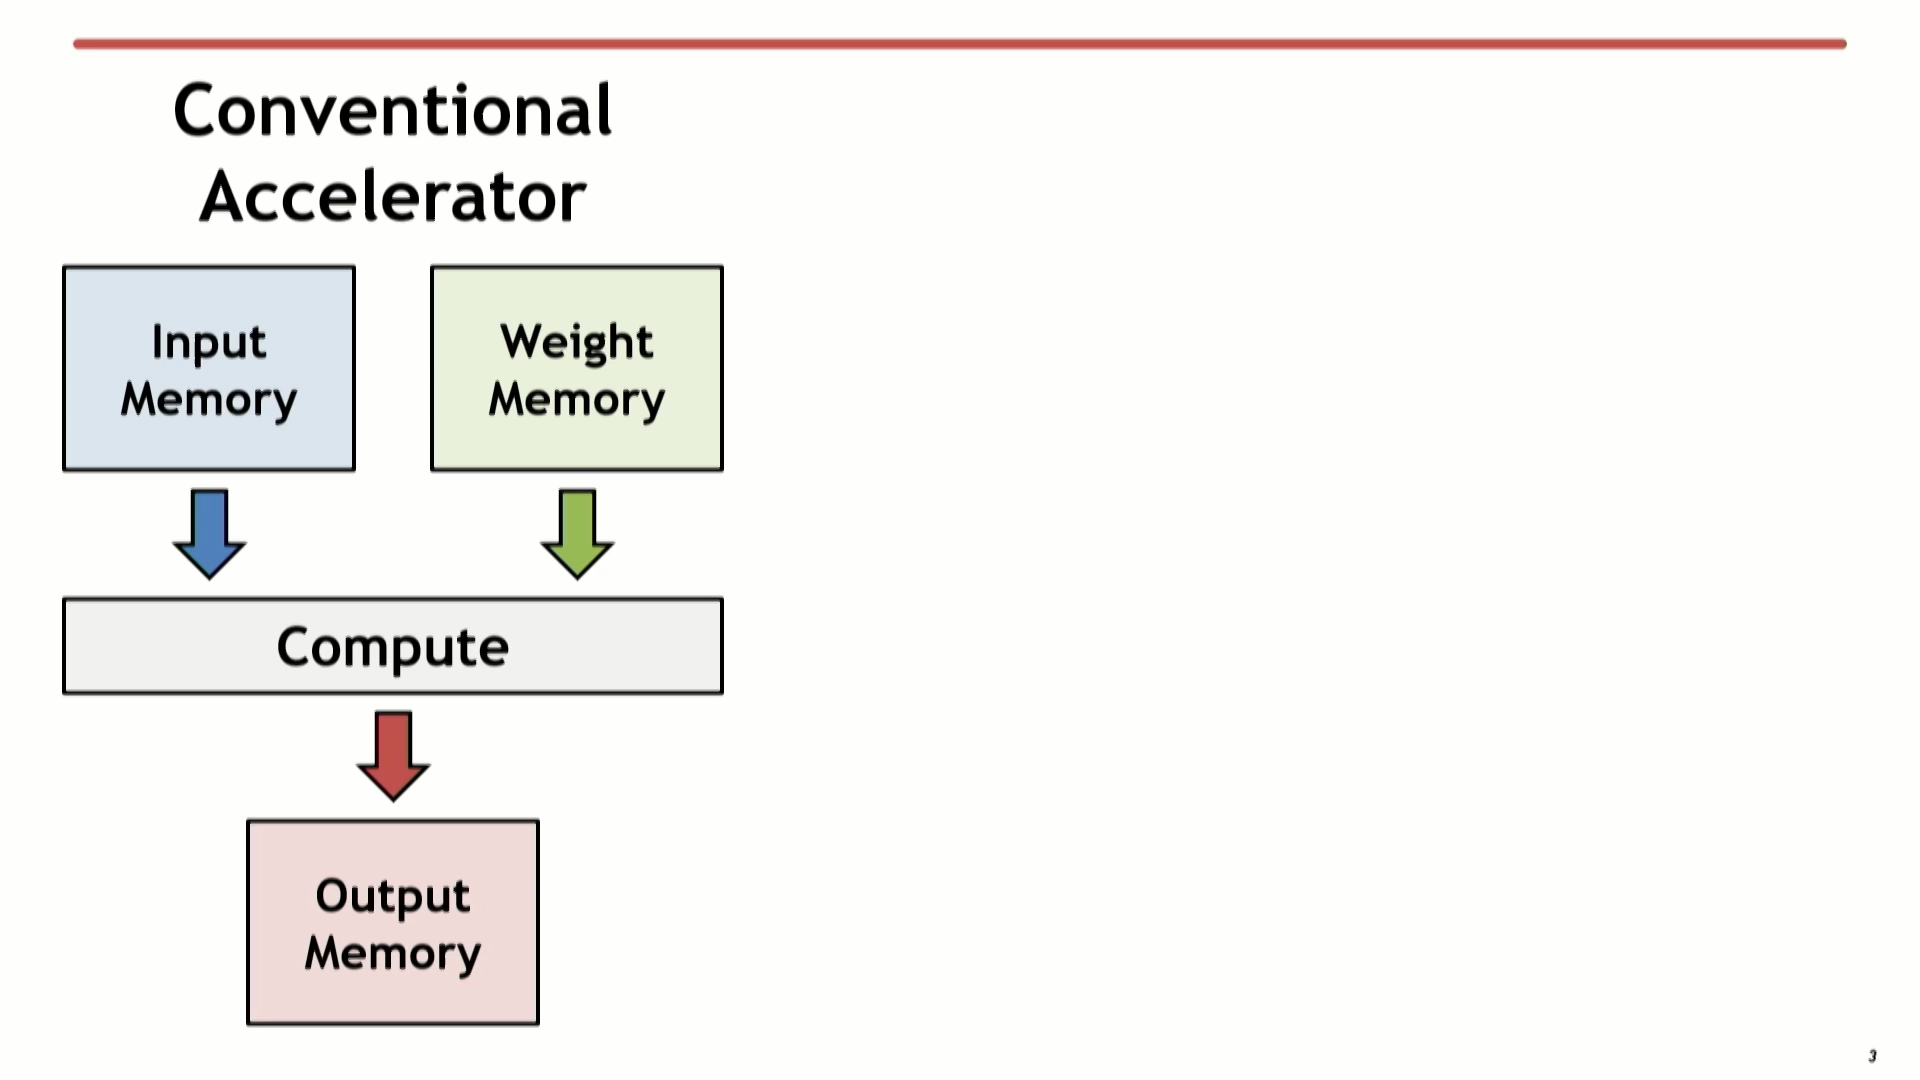 Conventional
Accelerator
Input
Memory
Weight
Memory
Compute
Output
Memory
3